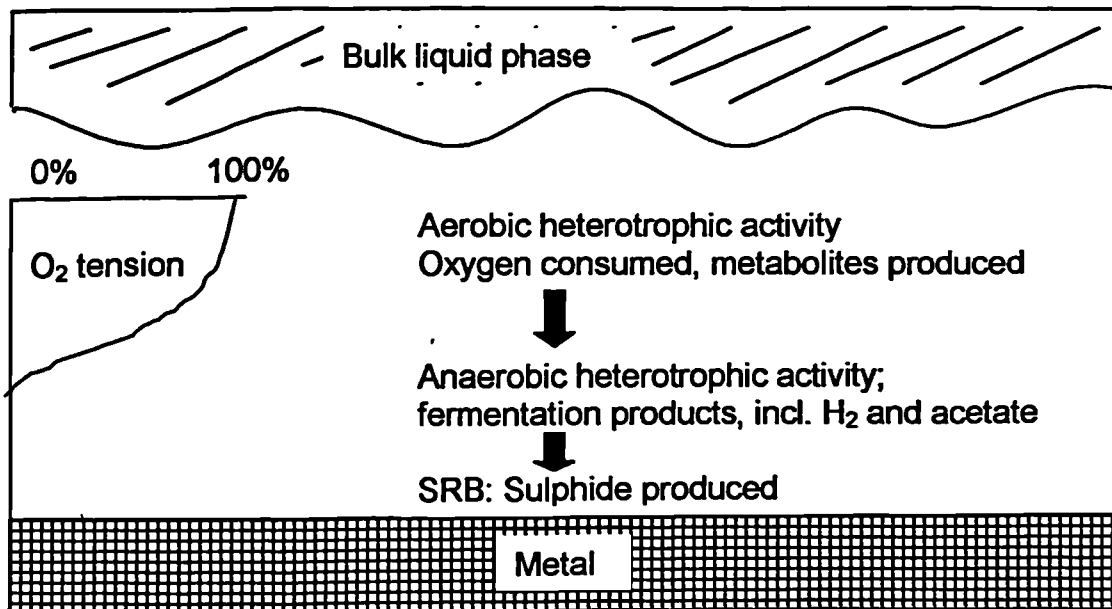 Bulk liquid phase
0% 100%
O₂ tension
Aerobic heterotrophic activity
Oxygen consumed, metabolites produced
Anaerobic heterotrophic activity;
fermentation products, incl. H₂ and acetate
SRB: Sulphide produced
Metal